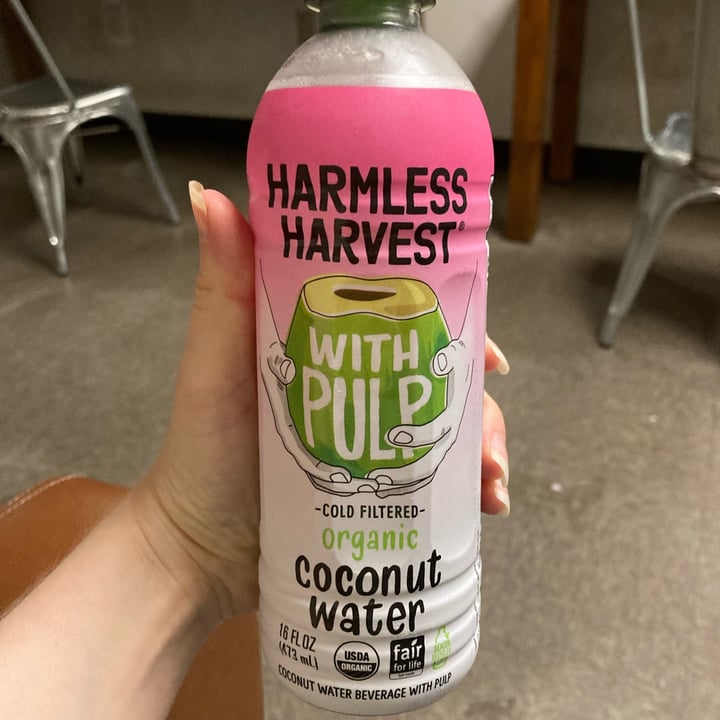 HARMLESS
HARVEST®
WITH
PULP
-COLD FILTERED-
organic
coconut
water
16 FL OZ
(473 mL)
USDA
ORGANIC
fair
for life
100%
COCONUT WATER BEVERAGE WITH PULP